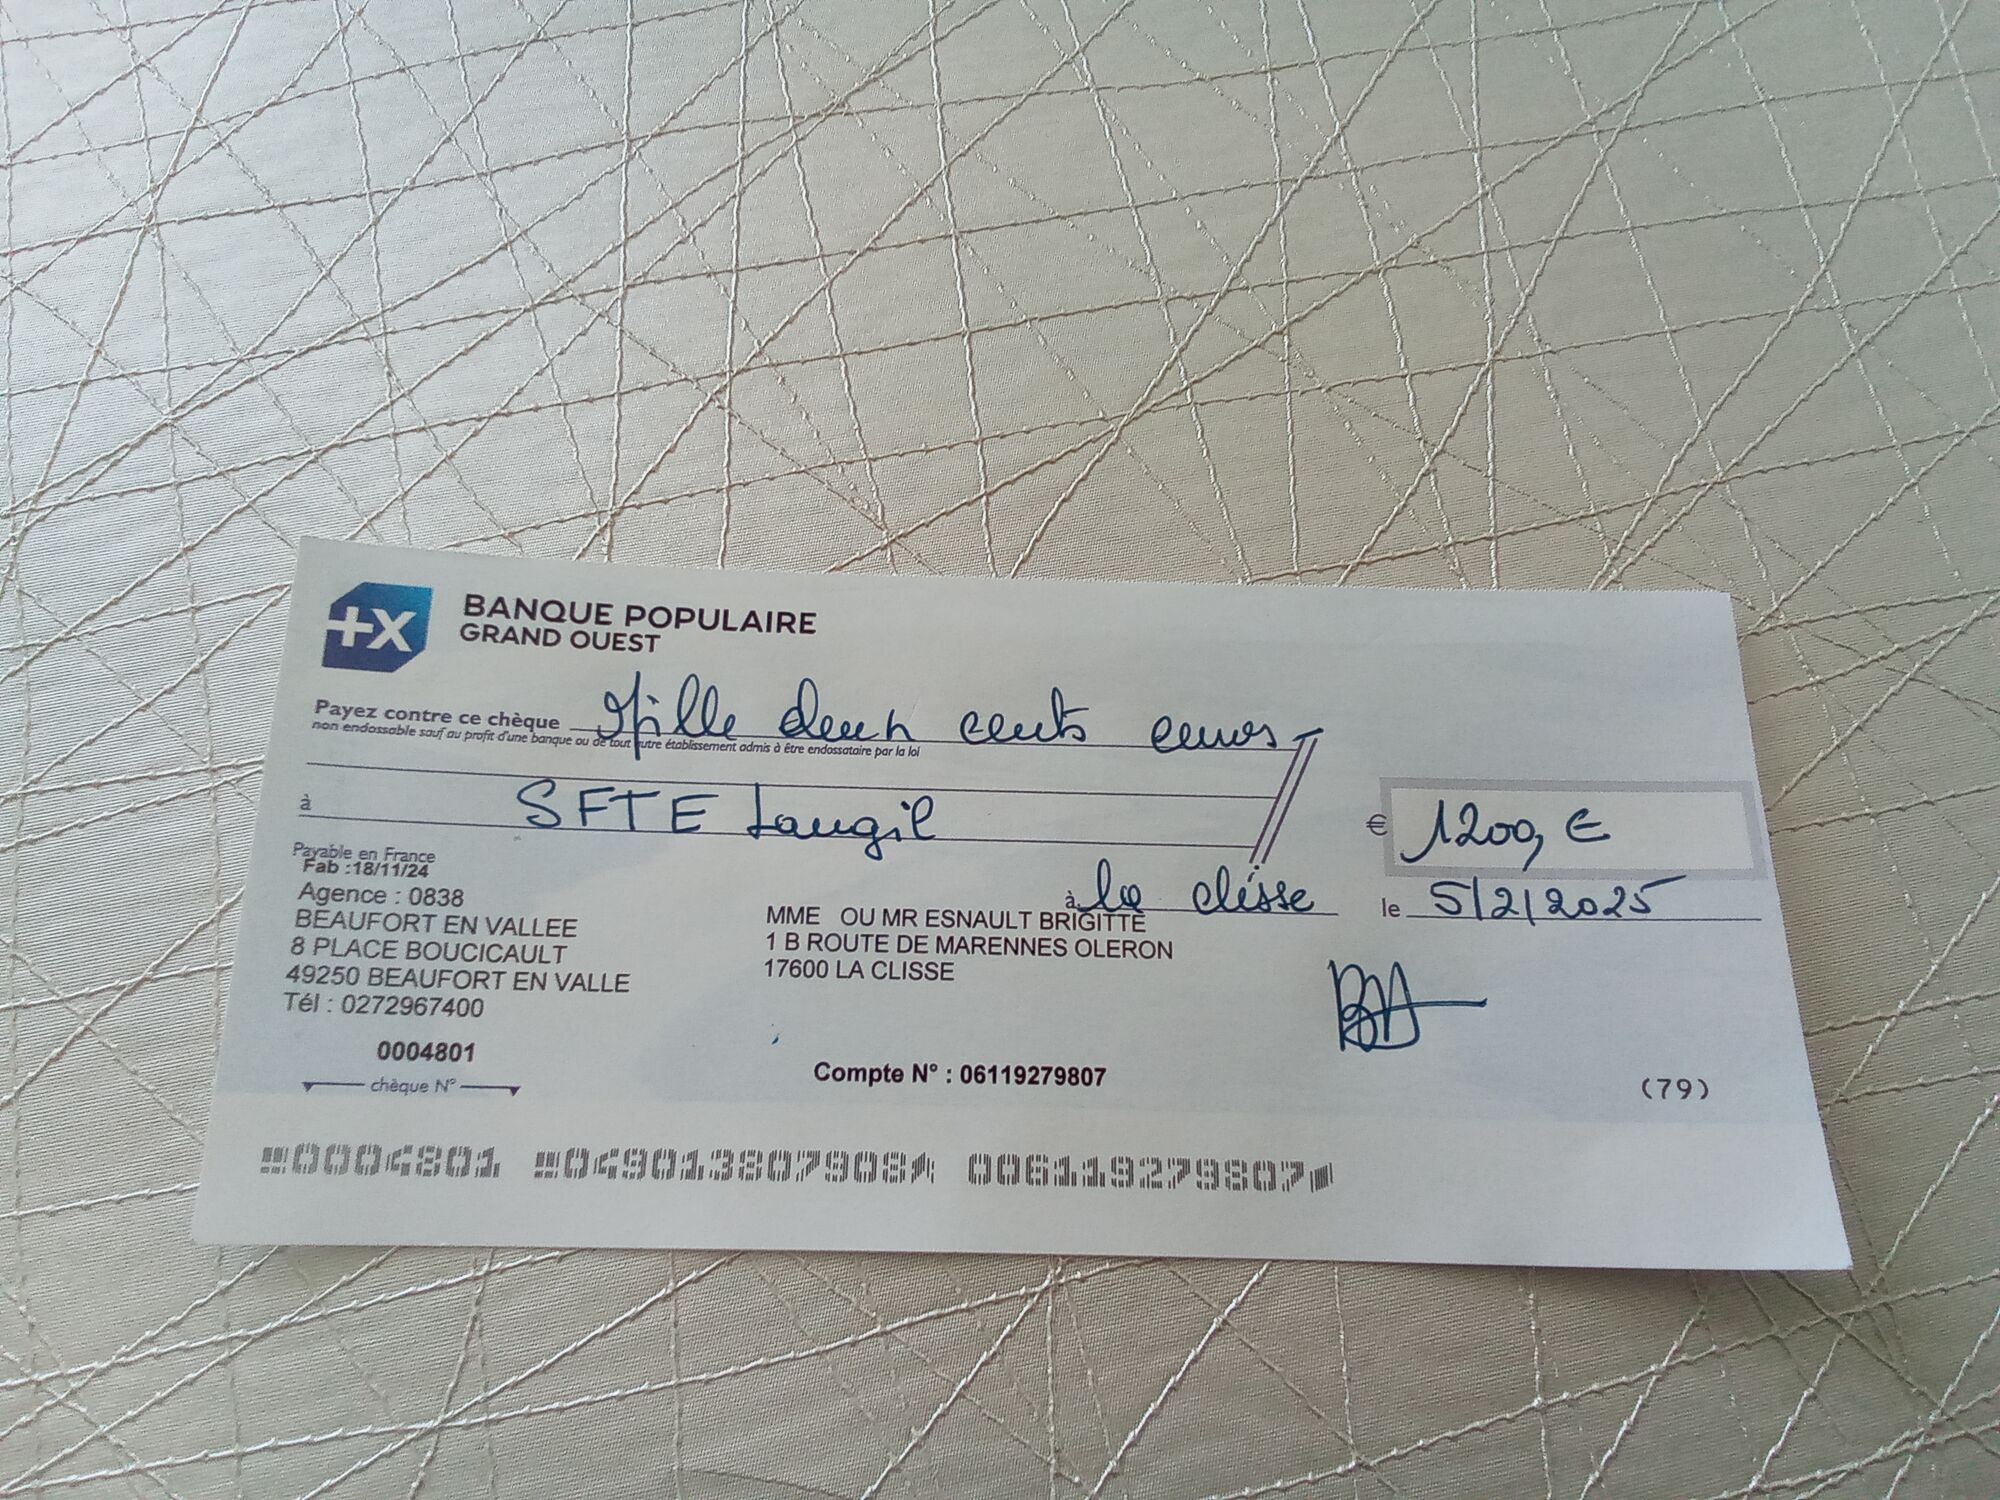 +X
BANQUE POPULAIRE
GRAND OUEST
Payez contre ce chèque Mille deux cents euros
non endossable sauf au profit d'une banque ou de tout autre établissement admis à être endossataire par la loi
à SFTE Langil
€ 1200, €
Payable en France
Fab :18/11/24
à la clisse le 5/2/2025
Agence : 0838
BEAUFORT EN VALLEE
8 PLACE BOUCICAULT
49250 BEAUFORT EN VALLE
Tél : 0272967400
MME OU MR ESNAULT BRIGITTE
1 B ROUTE DE MARENNES OLERON
17600 LA CLISSE
0004801
chèque N°
Compte N° : 06119279807
(79)
0004801 049013807908 006119279807